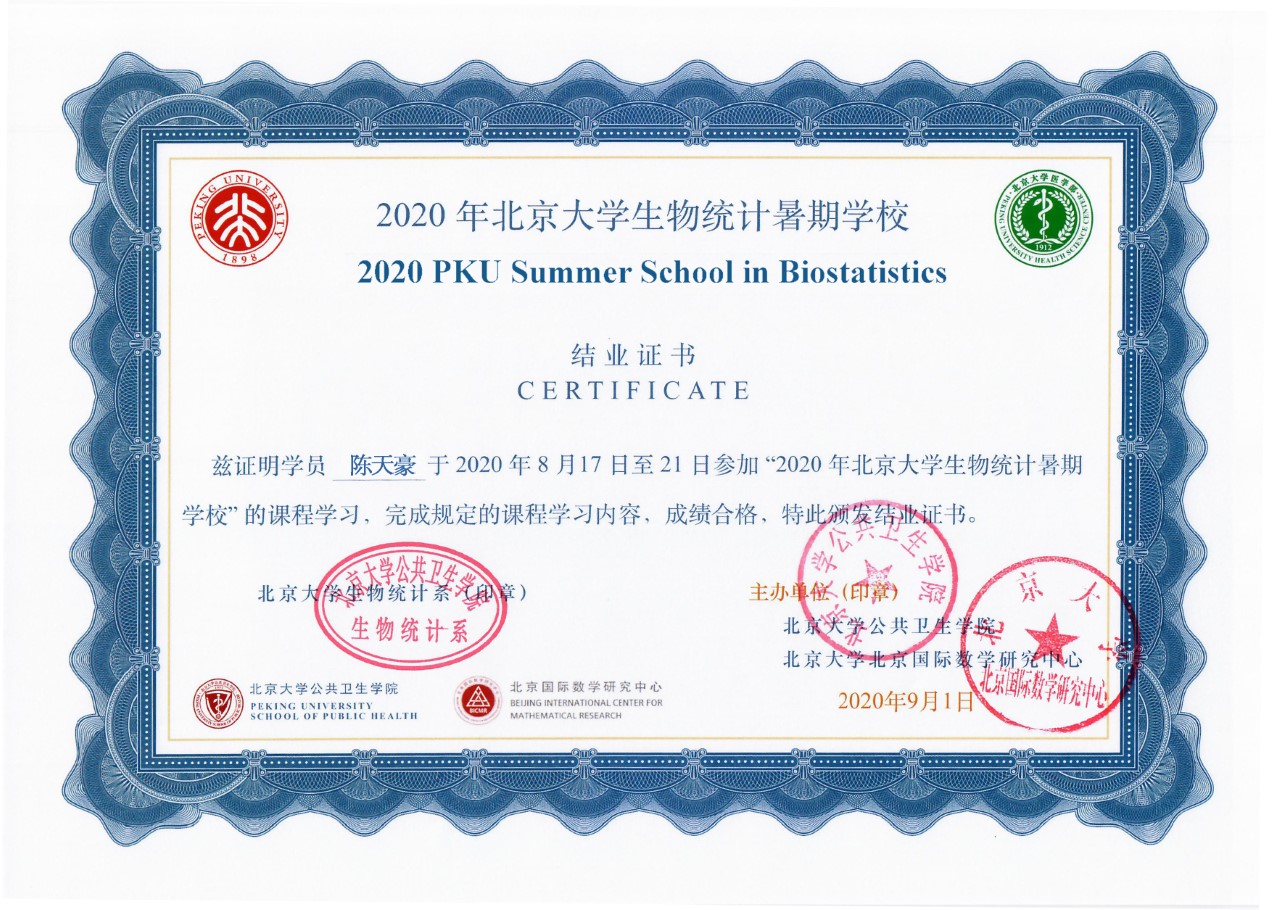 PEKING UNIVERSITY
1898
北京大学医学部
PEKING UNIVERSITY HEALTH SCIENCE CENTER
1912
2020 年北京大学生物统计暑期学校
2020 PKU Summer School in Biostatistics
结业证书
CERTIFICATE
兹证明学员 陈天豪 于 2020 年 8 月17 日至 21 日参加 “2020 年北京大学生物统计暑期
学校” 的课程学习，完成规定的课程学习内容，成绩合格，特此颁发结业证书。
北京大学生物统计系（印章）
北京大学公共卫生学院
生物统计系
主办单位（印章）
北京大学公共卫生学院
北京大学北京国际数学研究中心
2020年9月1日
北京大学公共卫生学院
北京大学
北京国际数学研究中心
北京大学公共卫生学院
PEKING UNIVERSITY
SCHOOL OF PUBLIC HEALTH
BICMR
北京国际数学研究中心
BEIJING INTERNATIONAL CENTER FOR
MATHEMATICAL RESEARCH